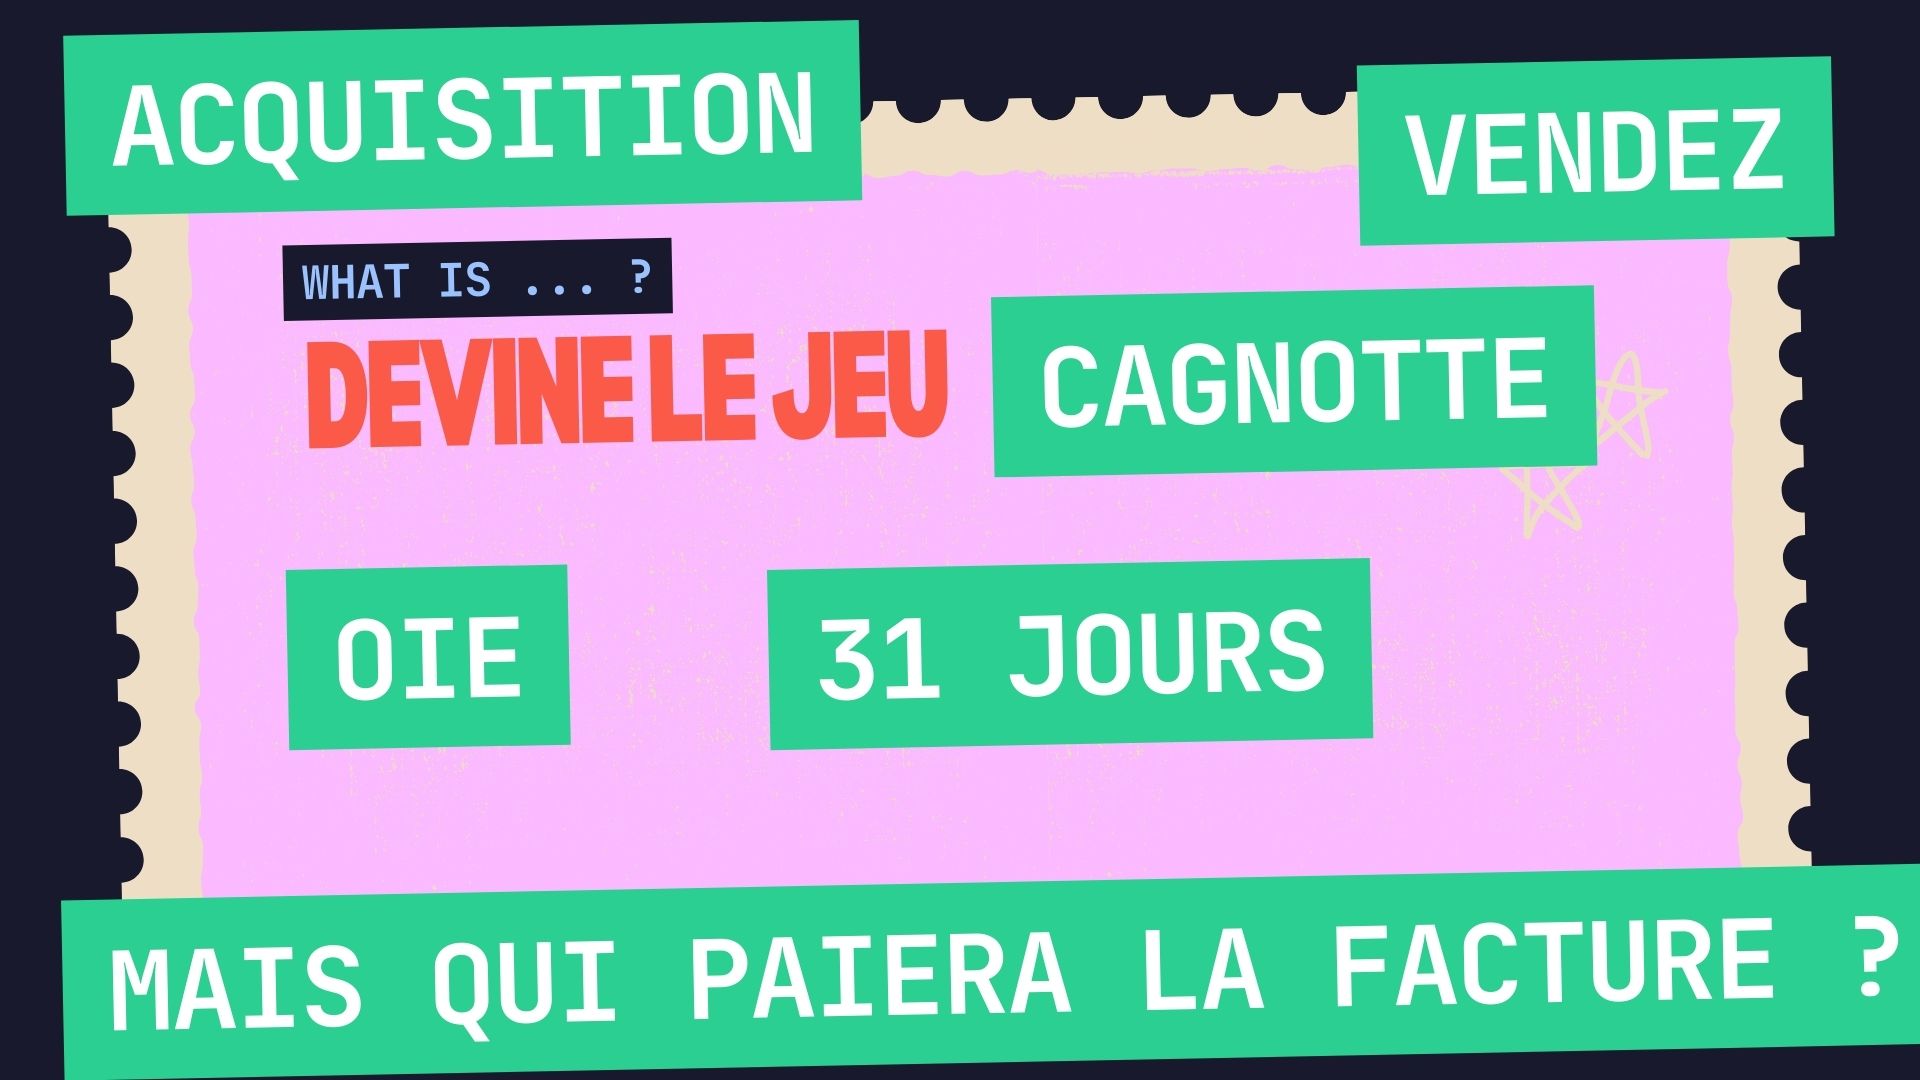 ACQUISITION
VENDEZ
WHAT IS ... ?
DEVINE LE JEU
CAGNOTTE
OIE
31 JOURS
MAIS QUI PAIERA LA FACTURE ?